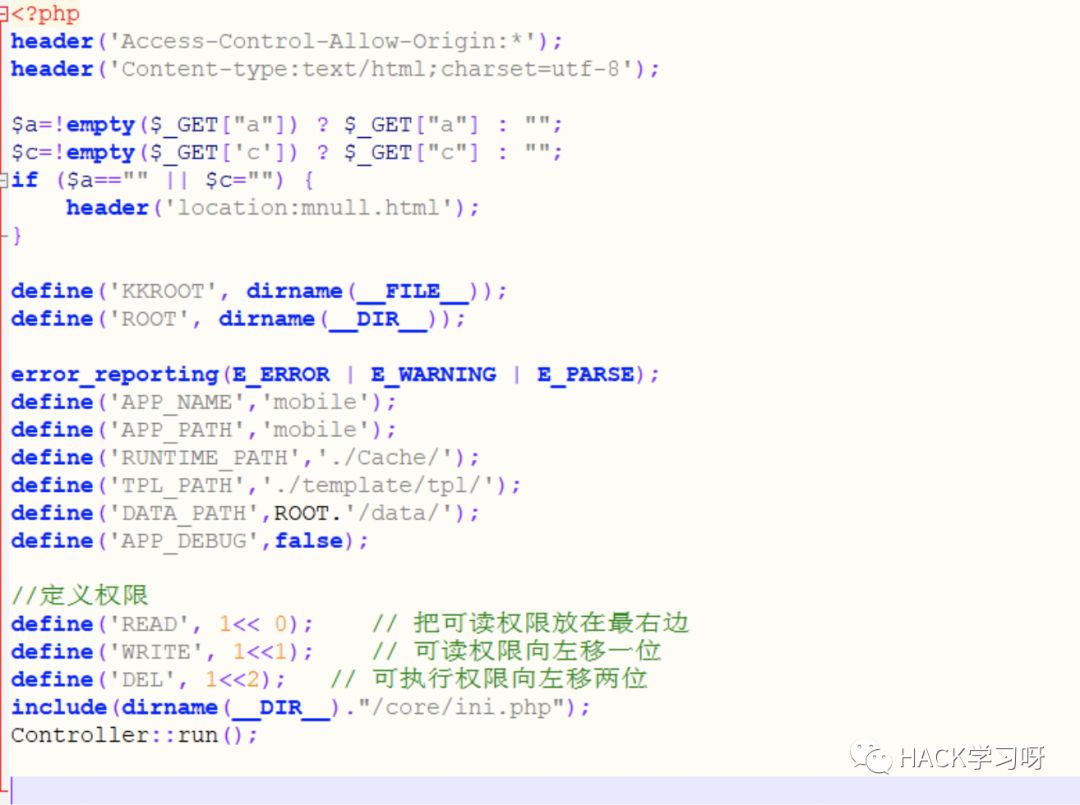 <?php
header('Access-Control-Allow-Origin:*');
header('Content-type:text/html;charset=utf-8');
$a=!empty($_GET["a"]) ? $_GET["a"] : "";
$c=!empty($_GET['c']) ? $_GET["c"] : "";
if ($a=="" || $c="") {
    header('location:mnull.html');
}
define('KKROOT', dirname(__FILE__));
define('ROOT', dirname(__DIR__));
error_reporting(E_ERROR | E_WARNING | E_PARSE);
define('APP_NAME','mobile');
define('APP_PATH','mobile');
define('RUNTIME_PATH','./Cache/');
define('TPL_PATH','./template/tpl/');
define('DATA_PATH',ROOT.'/data/');
define('APP_DEBUG',false);
//定义权限
define('READ', 1<< 0);    // 把可读权限放在最右边
define('WRITE', 1<<1);    // 可读权限向左移一位
define('DEL', 1<<2);   // 可执行权限向左移两位
include(dirname(__DIR__)."/core/ini.php");
Controller::run();
HACK学习呀